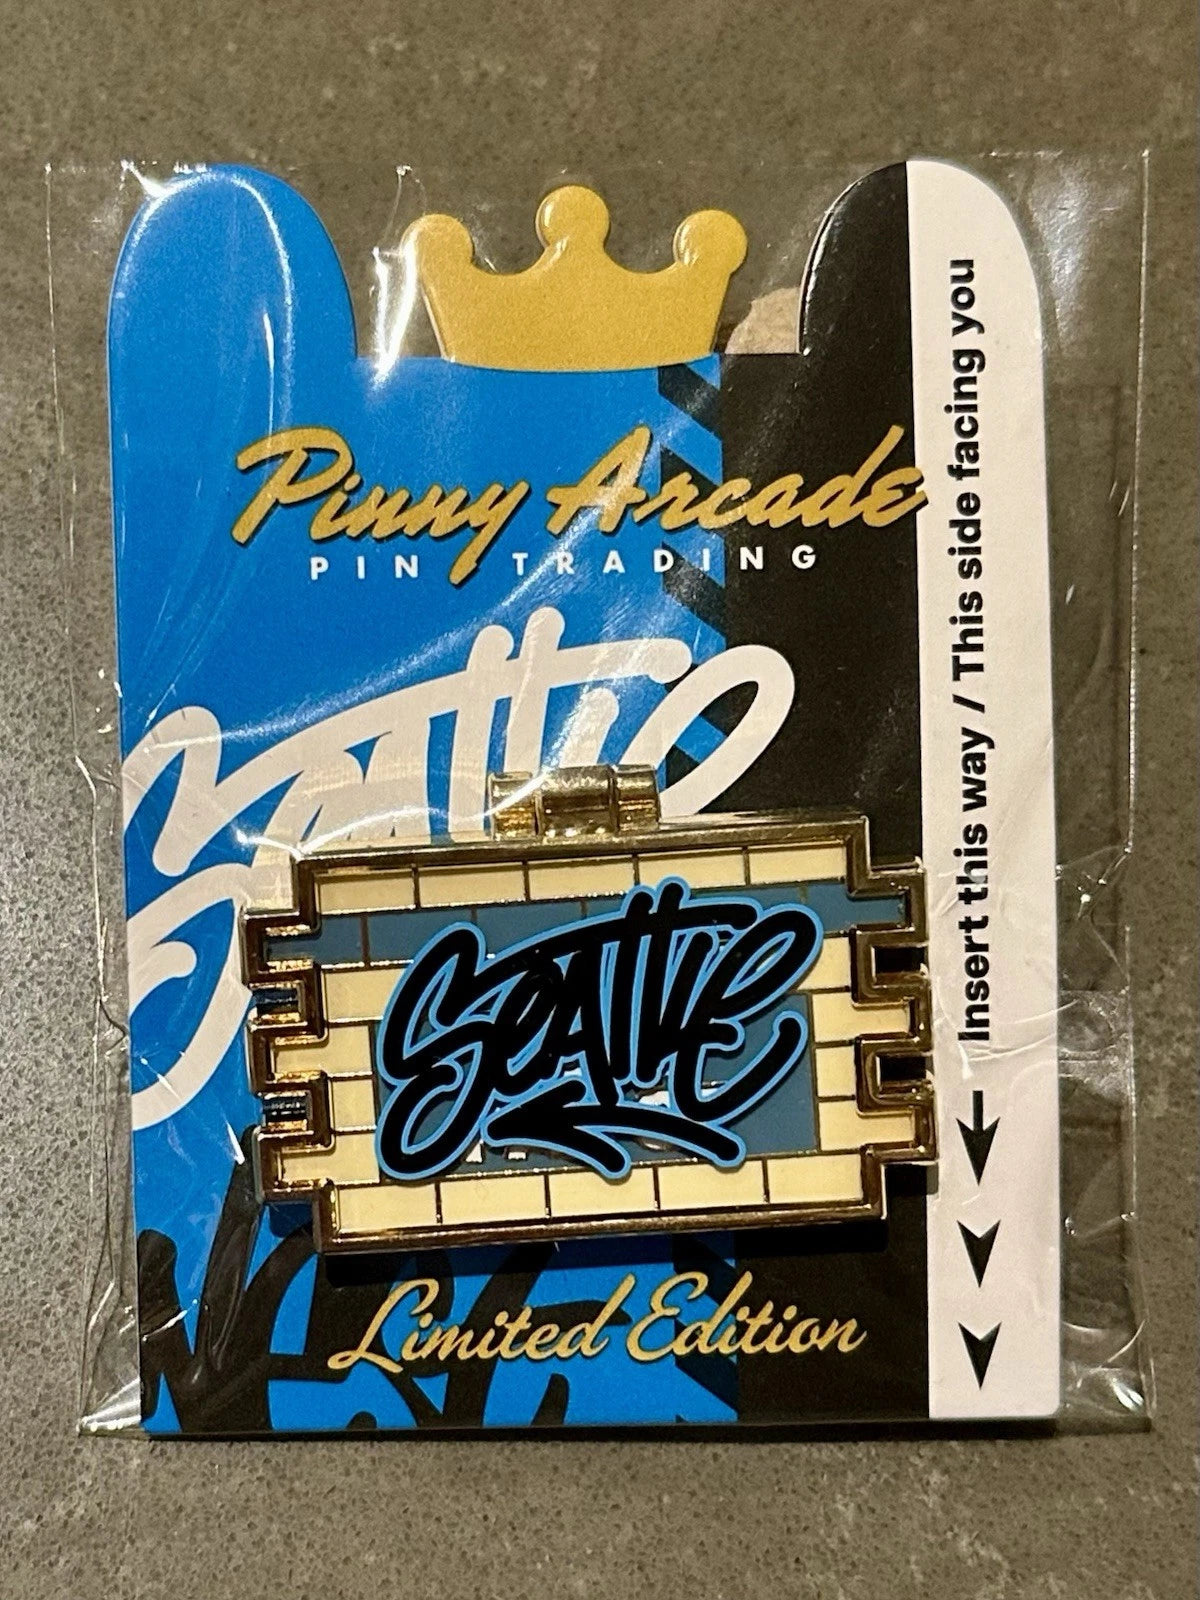 Pinny Arcade
PIN TRADING
Seattle
SEATTLE
Limited Edition
Insert this way / This side facing you